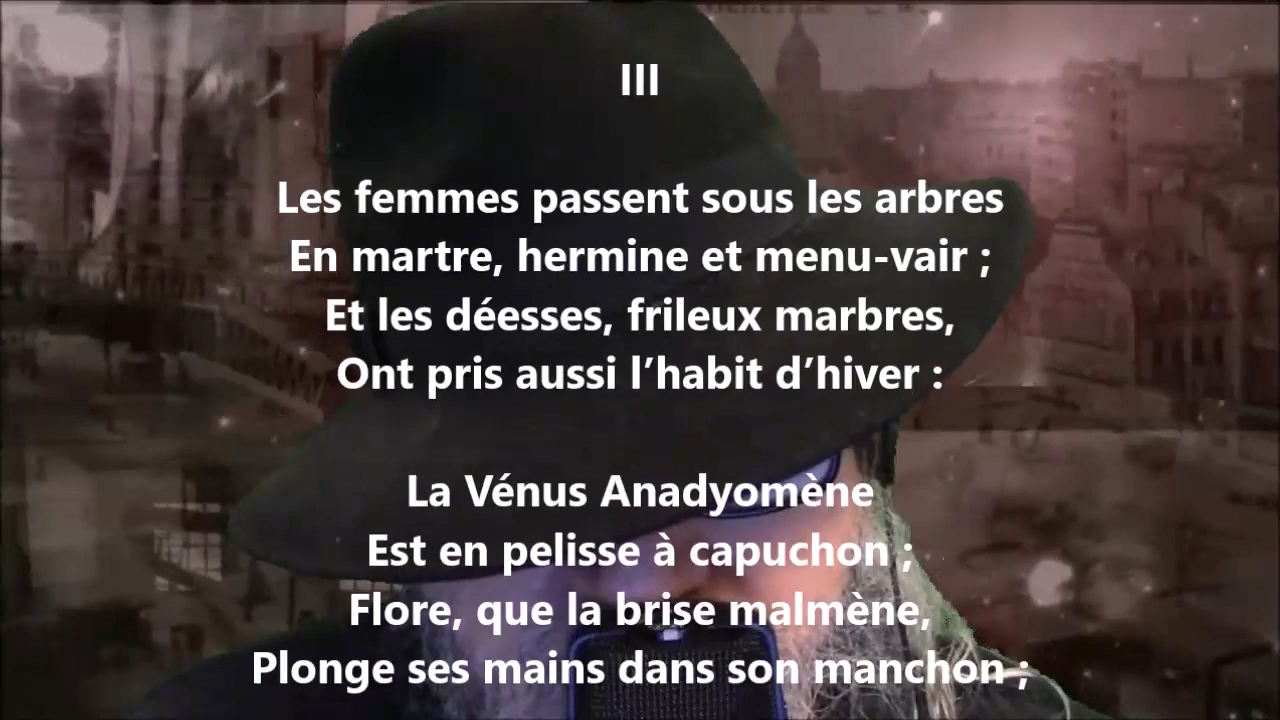 III
Les femmes passent sous les arbres
En martre, hermine et menu-vair ;
Et les déesses, frileux marbres,
Ont pris aussi l’habit d’hiver :
La Vénus Anadyomène
Est en pelisse à capuchon ;
Flore, que la brise malmène,
Plonge ses mains dans son manchon ;